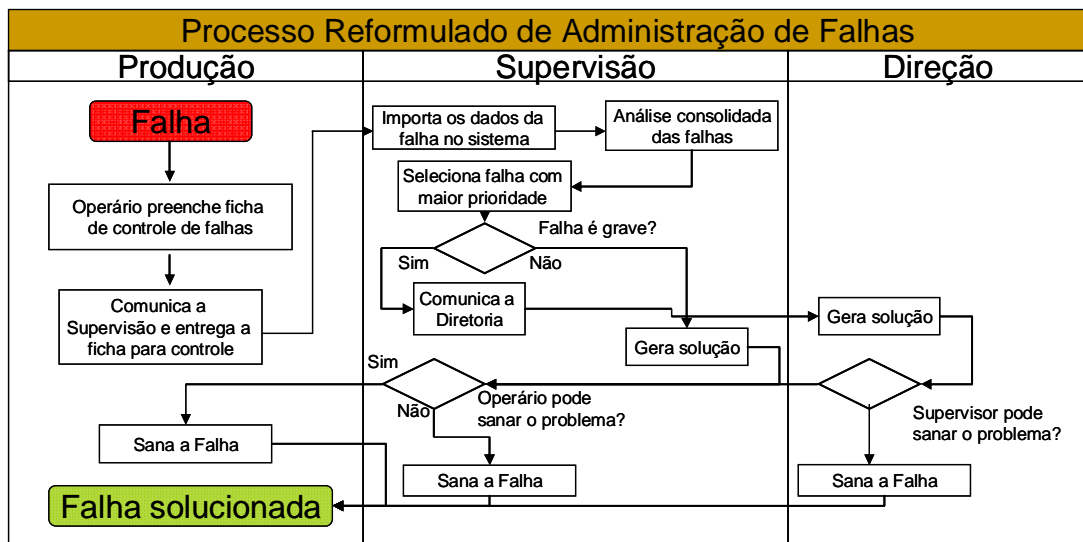 Processo Reformulado de Administração de Falhas
Produção
Supervisão
Direção
Falha
Operário preenche ficha
de controle de falhas
Comunica a
Supervisão e entrega a
ficha para controle
Importa os dados da
falha no sistema
Análise consolidada
das falhas
Seleciona falha com
maior prioridade
Falha é grave?
Sim
Não
Comunica a
Diretoria
Gera solução
Gera solução
Sim
Não
Operário pode
sanar o problema?
Supervisor pode
sanar o problema?
Sana a Falha
Sana a Falha
Sana a Falha
Falha solucionada